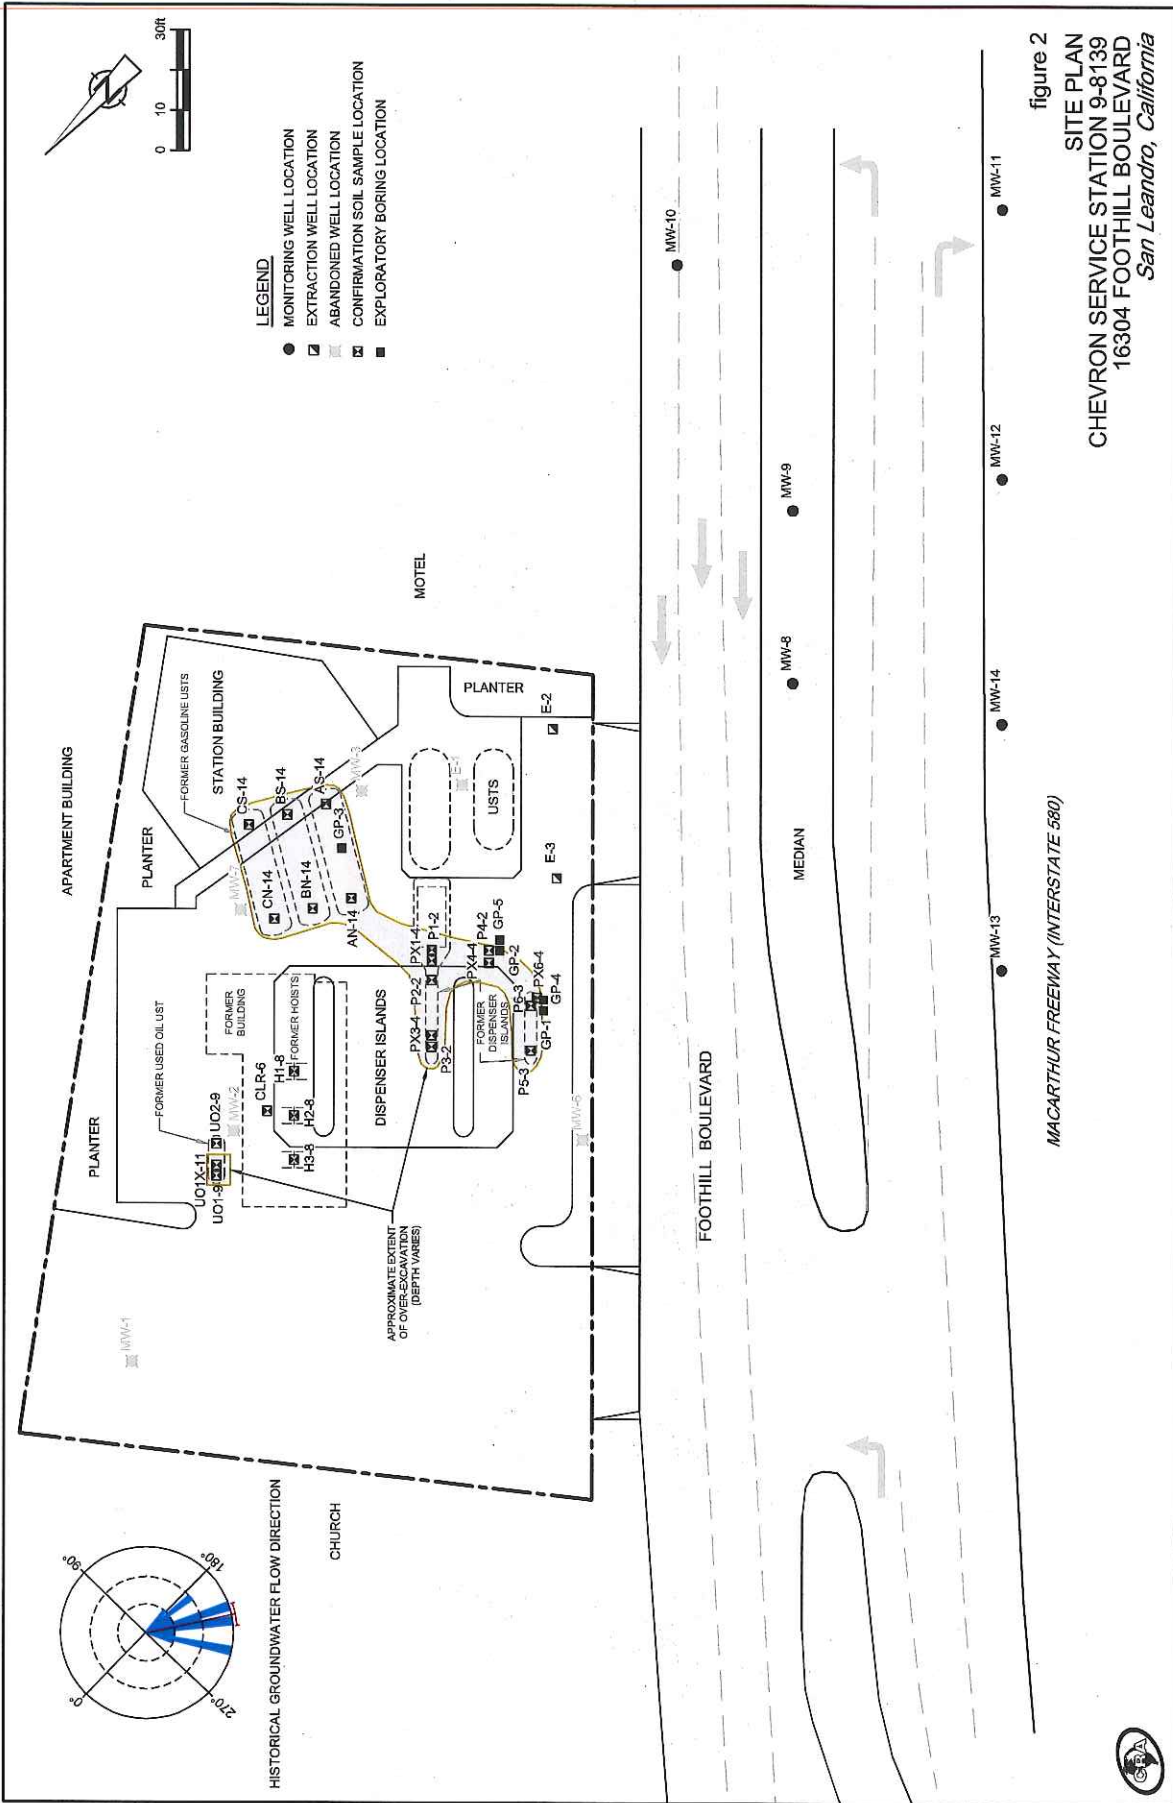 figure 2
SITE PLAN
CHEVRON SERVICE STATION 9-8139
16304 FOOTHILL BOULEVARD
San Leandro, California
0
10
30ft
N
LEGEND
MONITORING WELL LOCATION
EXTRACTION WELL LOCATION
ABANDONED WELL LOCATION
CONFIRMATION SOIL SAMPLE LOCATION
EXPLORATORY BORING LOCATION
APARTMENT BUILDING
PLANTER
PLANTER
FORMER GASOLINE USTS
STATION BUILDING
MOTEL
PLANTER
CS-14
BS-14
AS-14
MW-3
GP-3
MW-7
CN-14
BN-14
AN-14
E-1
USTS
E-2
E-3
FORMER USED OIL UST
UO2-9
UO1X-11
UO1-9
MW-2
FORMER
BUILDING
FORMER HOISTS
CLR-6
H1-8
H2-8
H3-8
DISPENSER ISLANDS
PX1-4
P1-2
P2-2
PX3-4
P3-2
PX4-4
P4-2
GP-5
GP-2
FORMER
DISPENSER
ISLANDS
P6-3
PX6-4
GP-4
GP-1
P5-3
MW-6
APPROXIMATE EXTENT
OF OVER-EXCAVATION
(DEPTH VARIES)
MW-1
CHURCH
HISTORICAL GROUNDWATER FLOW DIRECTION
0°
90°
180°
270°
FOOTHILL BOULEVARD
MEDIAN
MW-10
MW-9
MW-8
MW-11
MW-12
MW-14
MW-13
MACARTHUR FREEWAY (INTERSTATE 580)
CRA